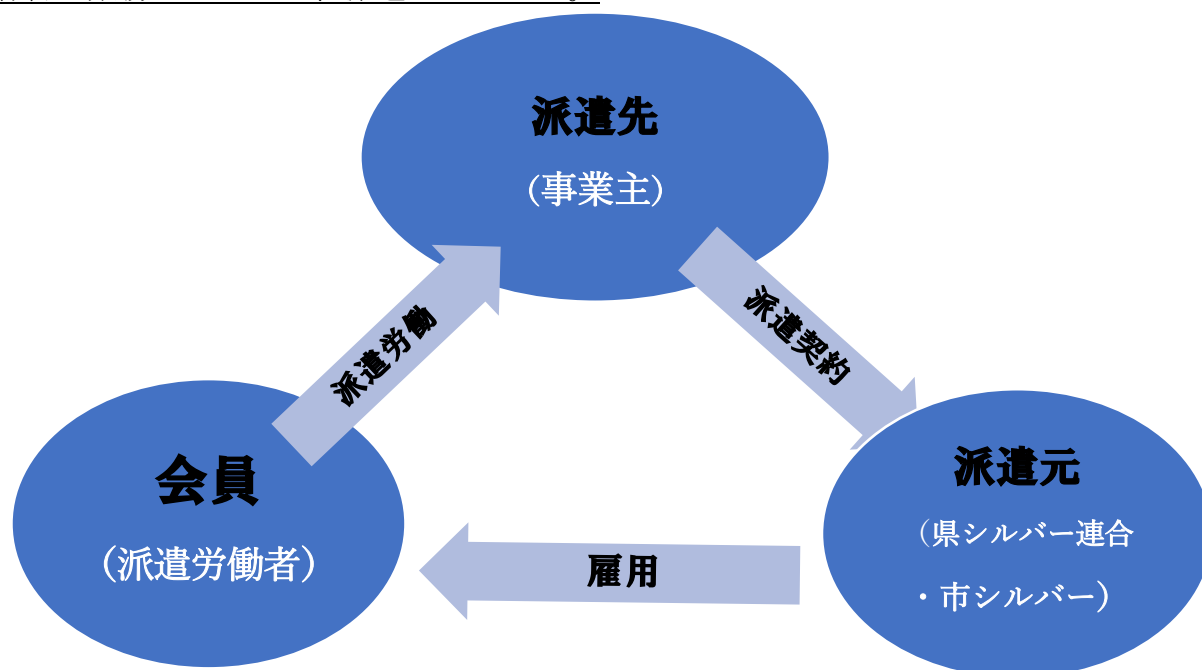 派遣先
(事業主)
派遣労働
派遣契約
会員
(派遣労働者)
雇用
派遣元
(県シルバー連合
・市シルバー)